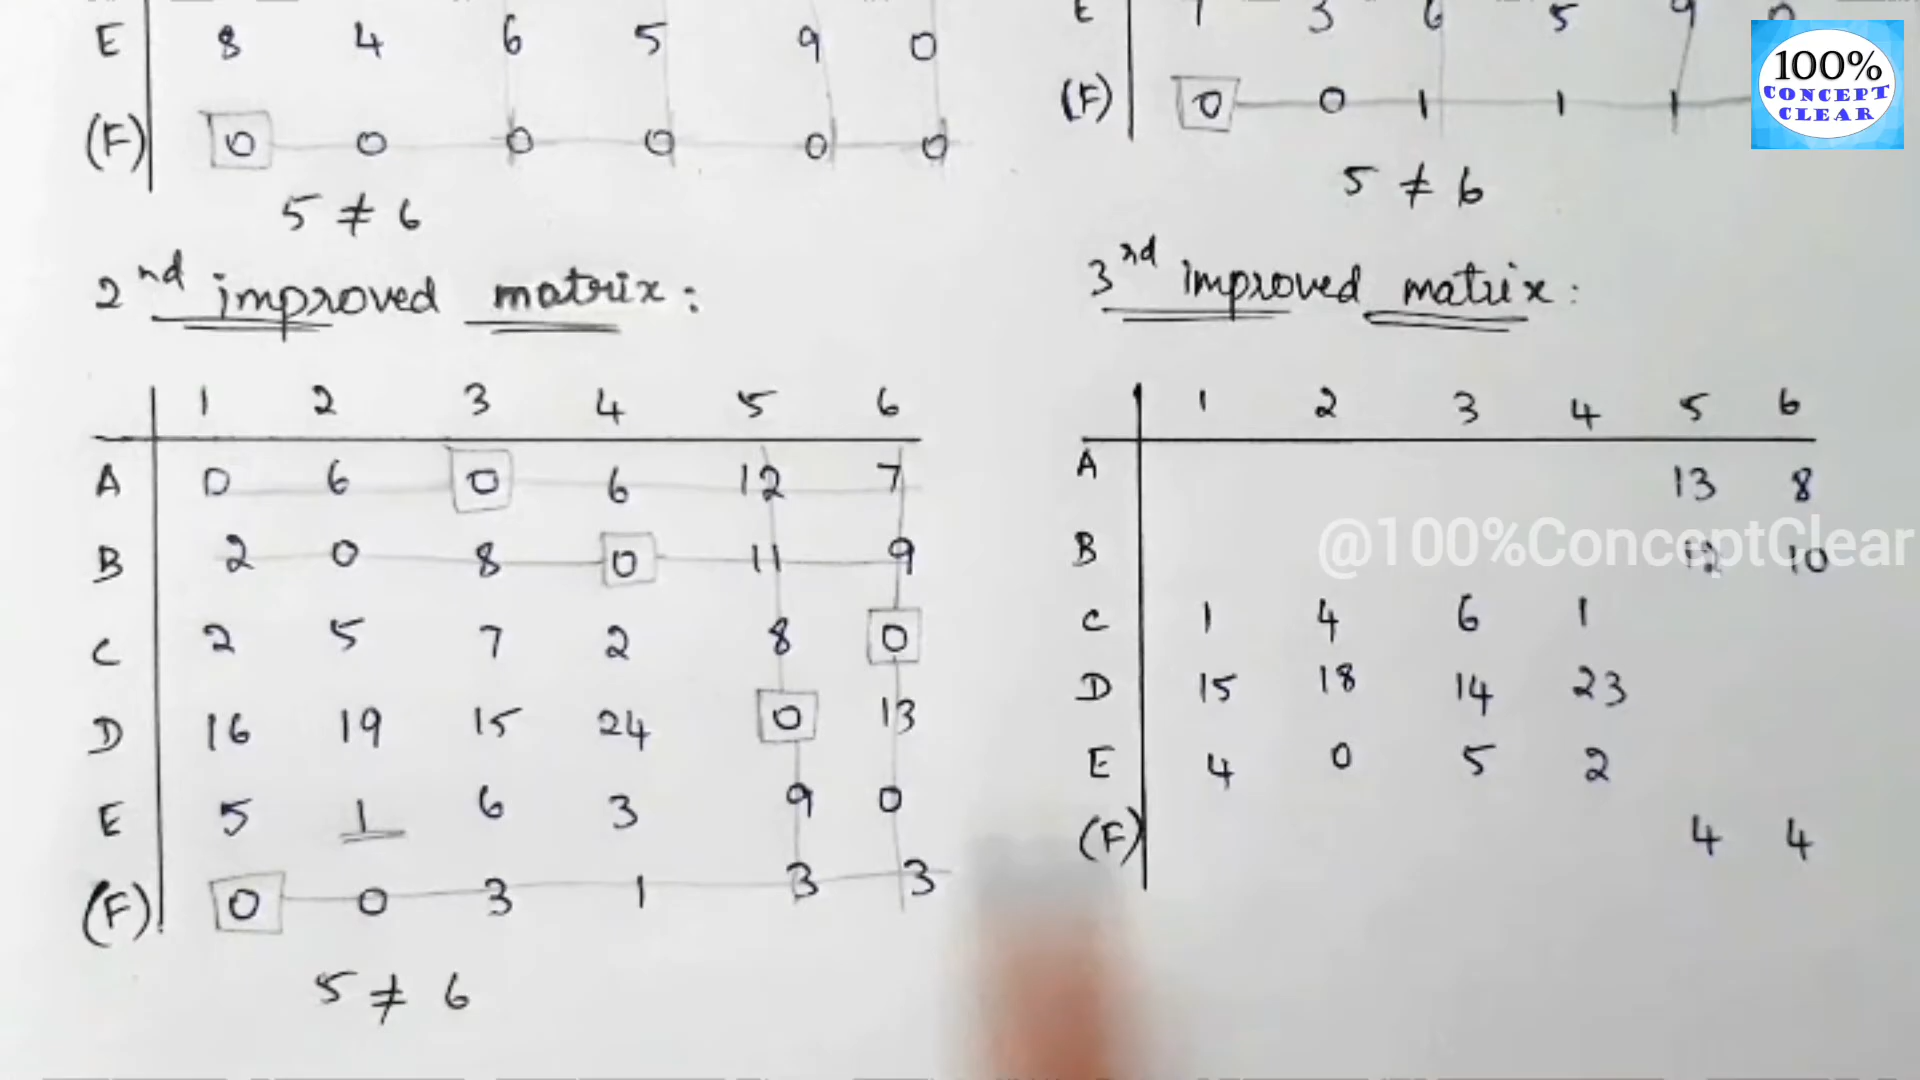 E 8 4 6 5 9 0
(F) 0 0 0 0 0 0
5 ≠ 6
2nd improved matrix:
1 2 3 4 5 6
A 0 6 0 6 12 7
B 2 0 8 0 11 9
C 2 5 7 2 8 0
D 16 19 15 24 0 13
E 5 1 6 3 9 0
(F) 0 0 3 1 3 3
5 ≠ 6
E 7 3 6 5 9 0
(F) 0 0 1 1 1
5 ≠ 6
3rd improved matrix:
1 2 3 4 5 6
A 13 8
B 12 10
C 1 4 6 1
D 15 18 14 23
E 4 0 5 2
(F) 4 4
100%
CONCEPT
CLEAR
@100%ConceptClear